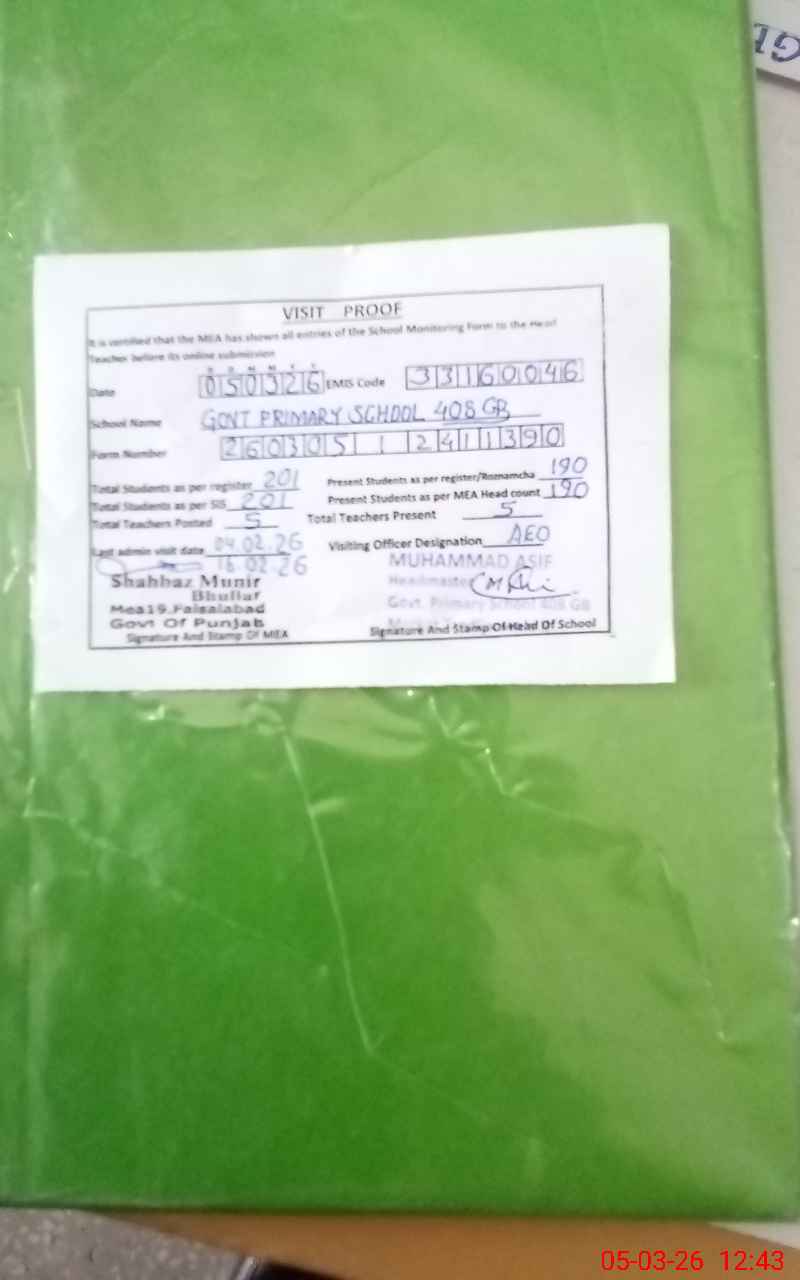 VISIT PROOF
It is certified that the MEA has shown all entries of the School Monitoring Form to the Head
Teacher before its online submission
Date 050326 EMIS Code 33160046
School Name GOVT PRIMARY SCHOOL 408 GB
Form Number 260305 1 2411390
Total Students as per register 201 Present Students as per register/Roznamcha 190
Total Students as per SIS 201 Present Students as per MEA Head count 190
Total Teachers Posted 5 Total Teachers Present 5
Last admin visit date 04.02.26 Visiting Officer Designation AEO
16.02.26 MUHAMMAD ASIF
Shahbaz Munir Headmaster
Bhullar
Mea19.Faisalabad Govt. Primary School 408 GB
Govt Of Punjab
Signature And Stamp Of MEA Signature And Stamp Of Head Of School
05-03-26 12:43